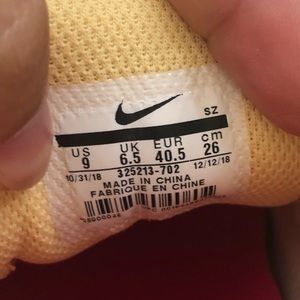 SZ
US UK EUR cm
9 6.5 40.5 26
10/31/18 12/12/18
325213-702
MADE IN CHINA
FABRIQUE EN CHINE